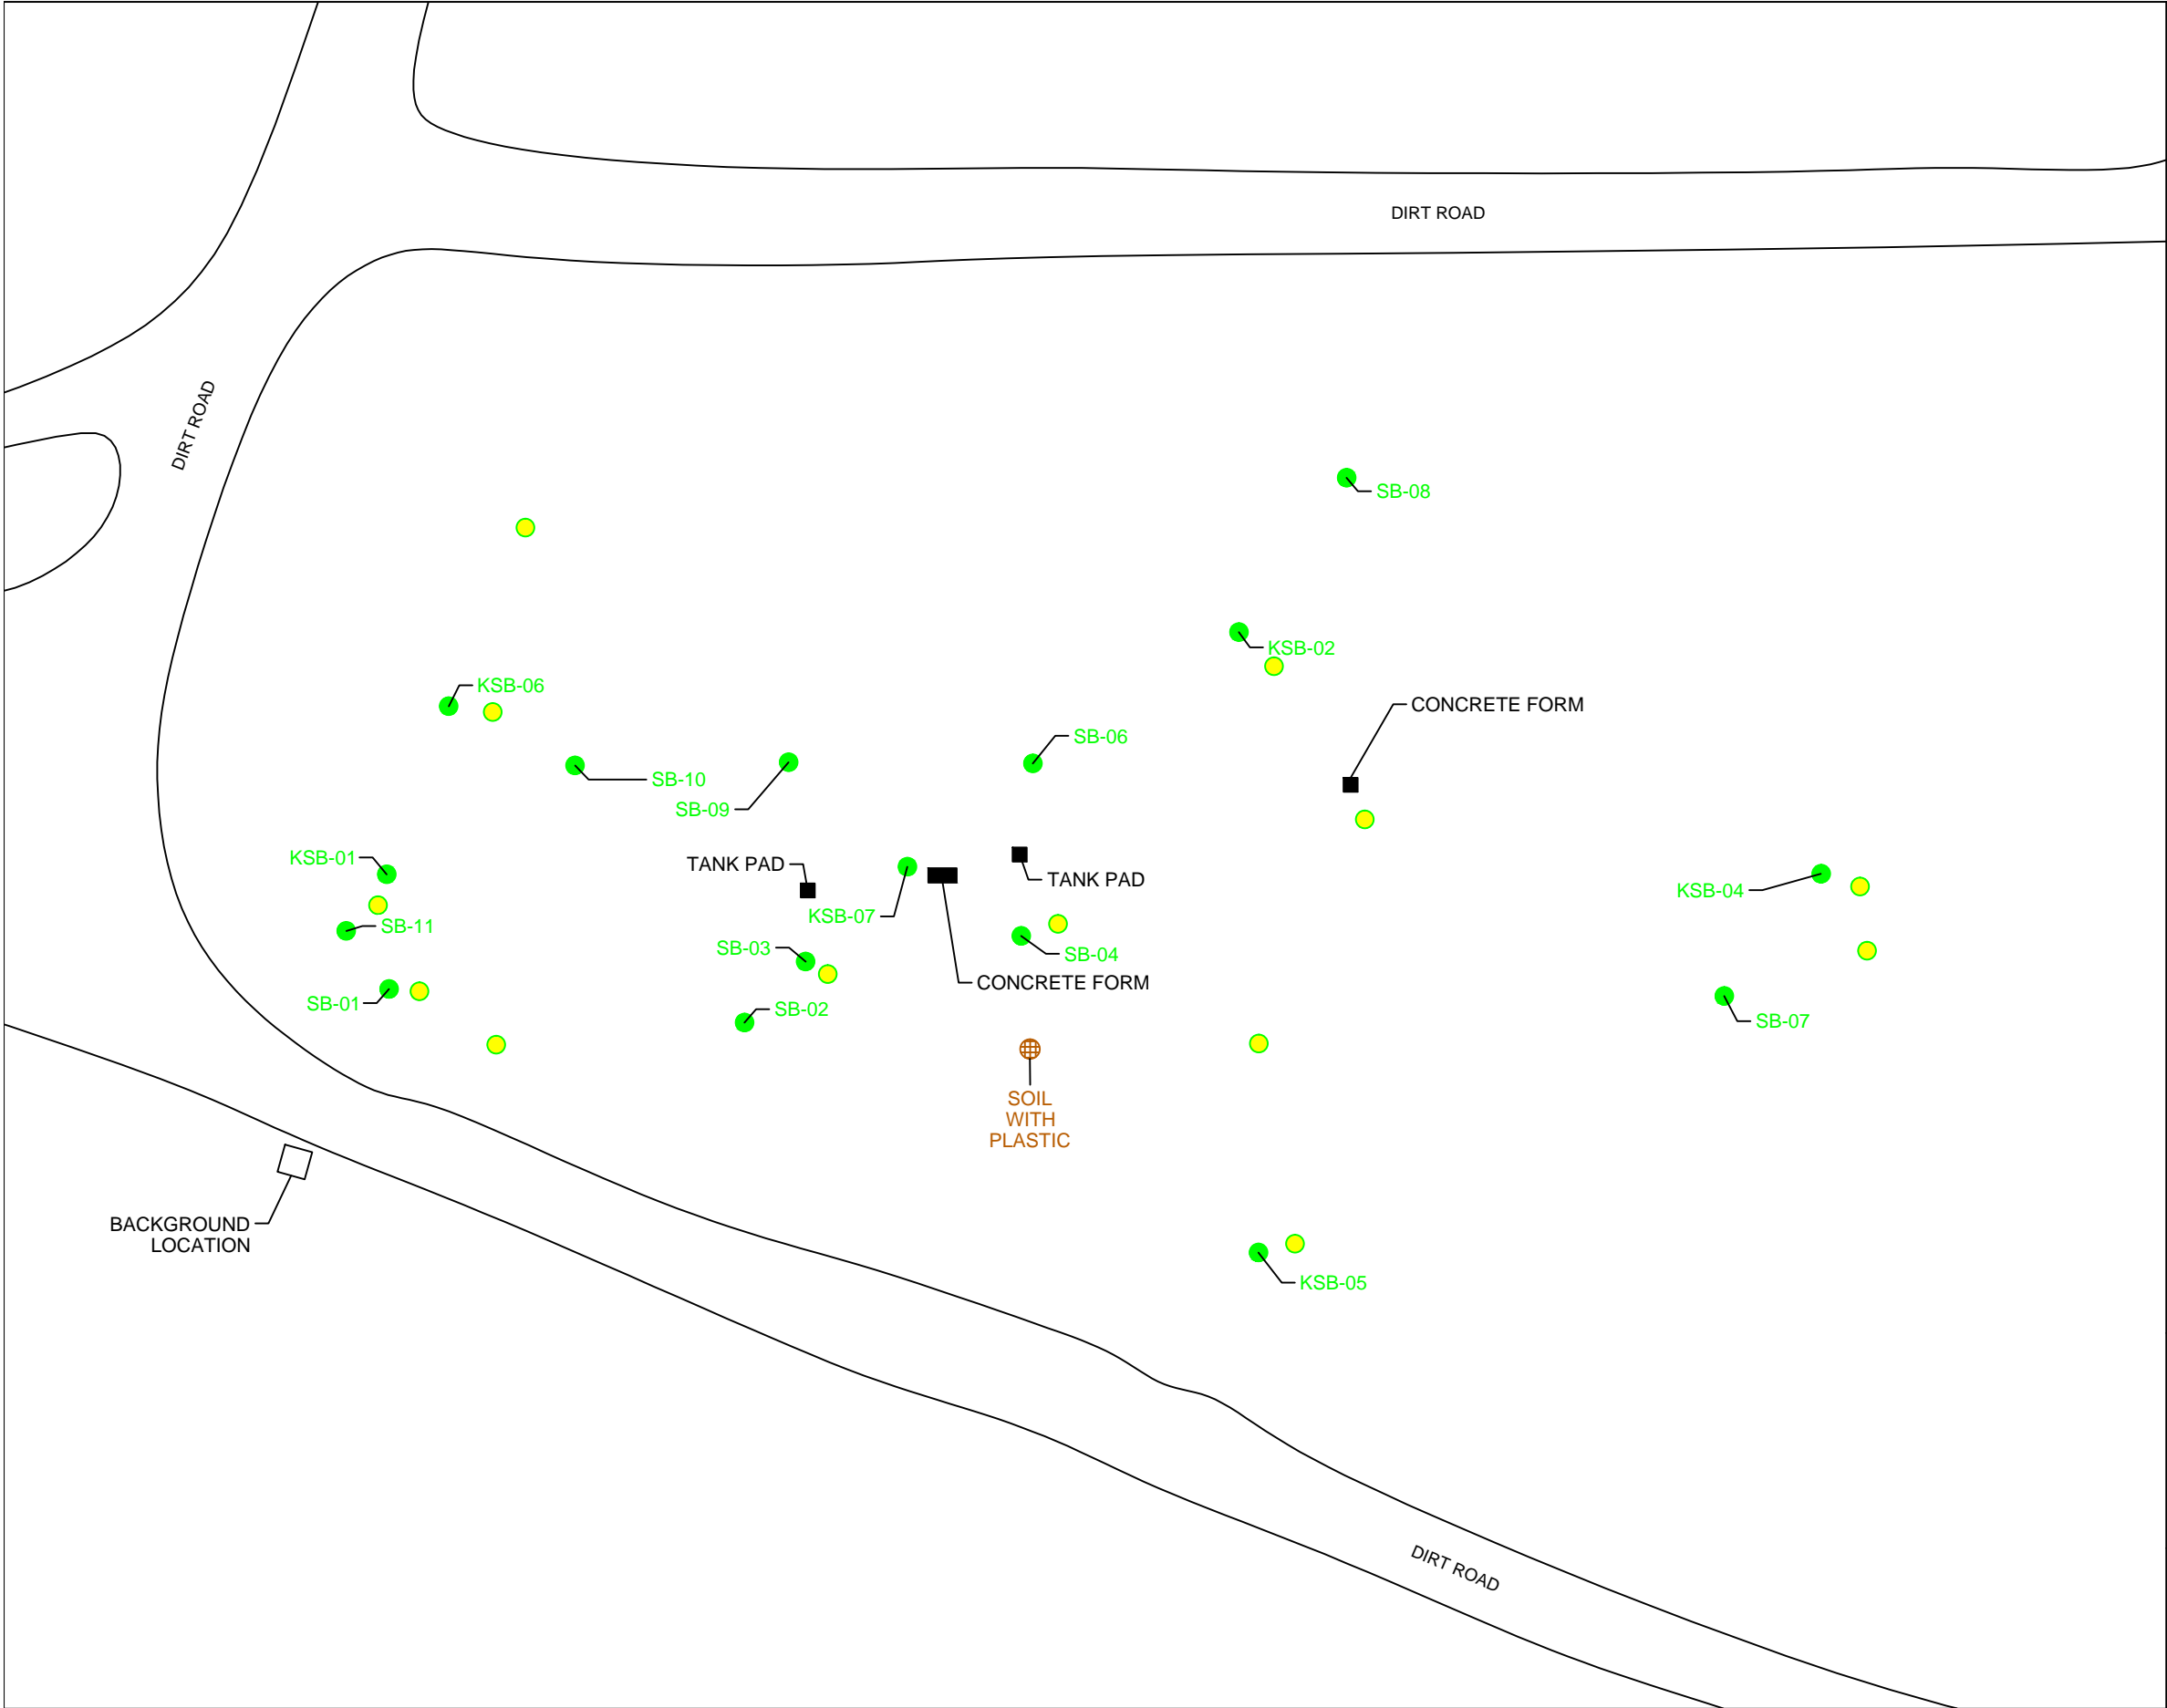 DIRT ROAD
DIRT ROAD
SB-08
KSB-02
KSB-06
CONCRETE FORM
SB-06
SB-10
SB-09
KSB-01
TANK PAD
TANK PAD
KSB-04
KSB-07
SB-11
SB-03
SB-04
CONCRETE FORM
SB-01
SB-02
SB-07
SOIL
WITH
PLASTIC
BACKGROUND
LOCATION
KSB-05
DIRT ROAD